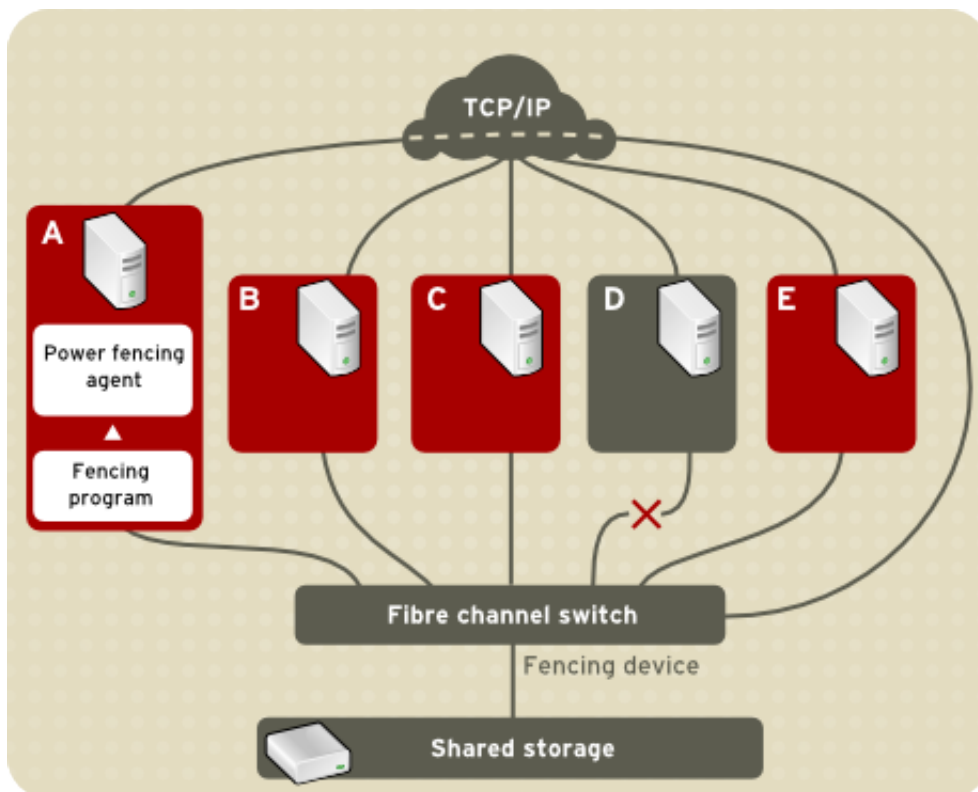 TCP/IP
A
B
C
D
E
Power fencing
agent
Fencing
program
Fibre channel switch
Fencing device
Shared storage